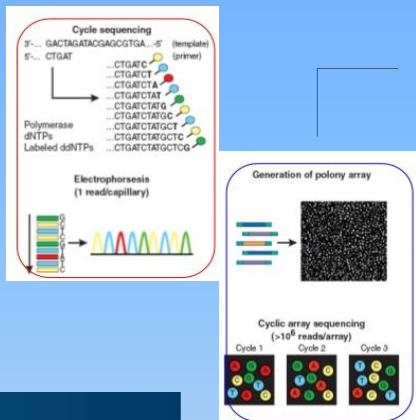 Cycle sequencing
3'-... GACTAGATACGAGCGTGA...-5' (template)
5'-... CTGAT (primer)
...CTGATC
...CTGATCT
...CTGATCTA
...CTGATCTAT
...CTGATCTATG
...CTGATCTATGC
...CTGATCTATGCT
...CTGATCTATGCTC
...CTGATCTATGCTCG
Polymerase
dNTPs
Labeled ddNTPs
Electrophorsesis
(1 read/capillary)
G
C
T
C
G
T
A
T
C
Generation of polony array
Cyclic array sequencing
(>10⁶ reads/array)
Cycle 1 Cycle 2 Cycle 3